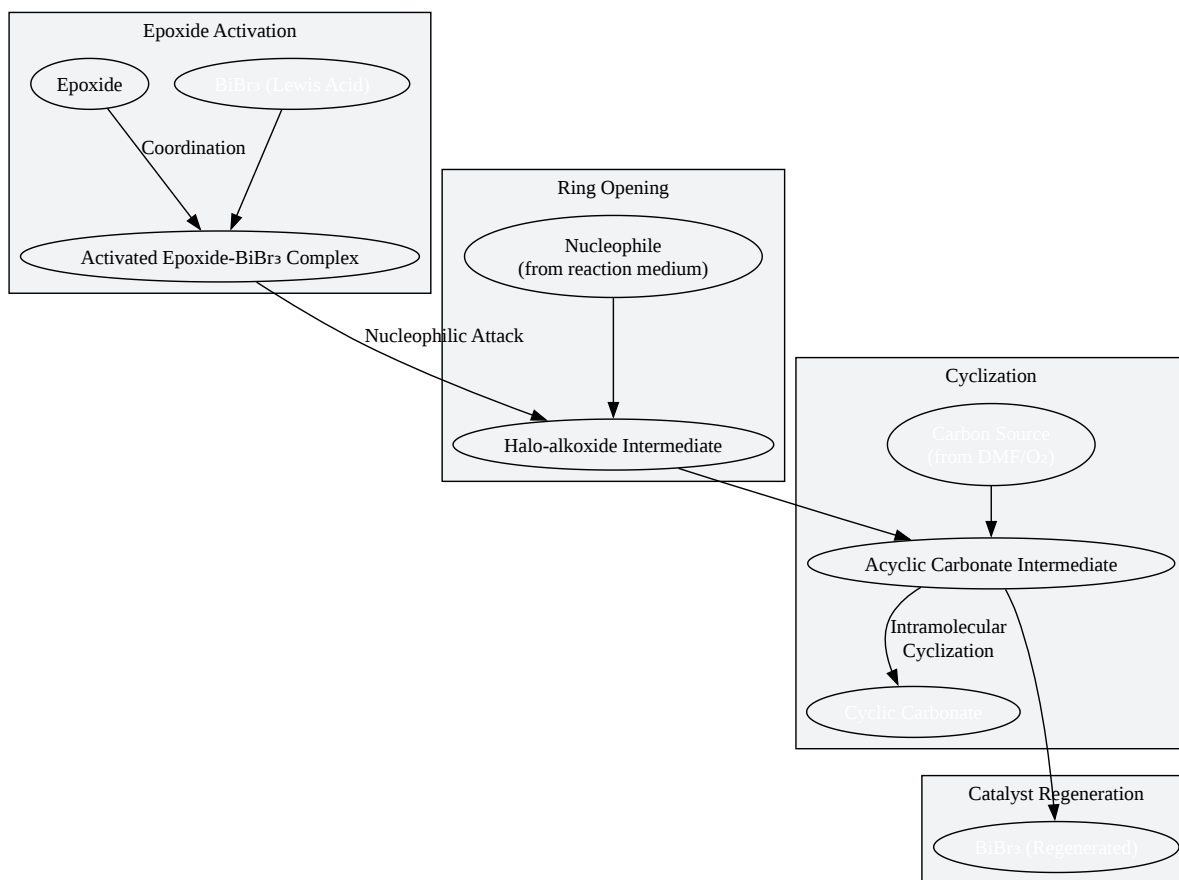 Epoxide Activation
Epoxide
BiBr₃ (Lewis Acid)
Coordination
Activated Epoxide-BiBr₃ Complex
Ring Opening
Nucleophile
(from reaction medium)
Nucleophilic Attack
Halo-alkoxide Intermediate
Cyclization
Carbon Source
(from DMF/O₂)
Acyclic Carbonate Intermediate
Intramolecular
Cyclization
Cyclic Carbonate
Catalyst Regeneration
BiBr₃ (Regenerated)